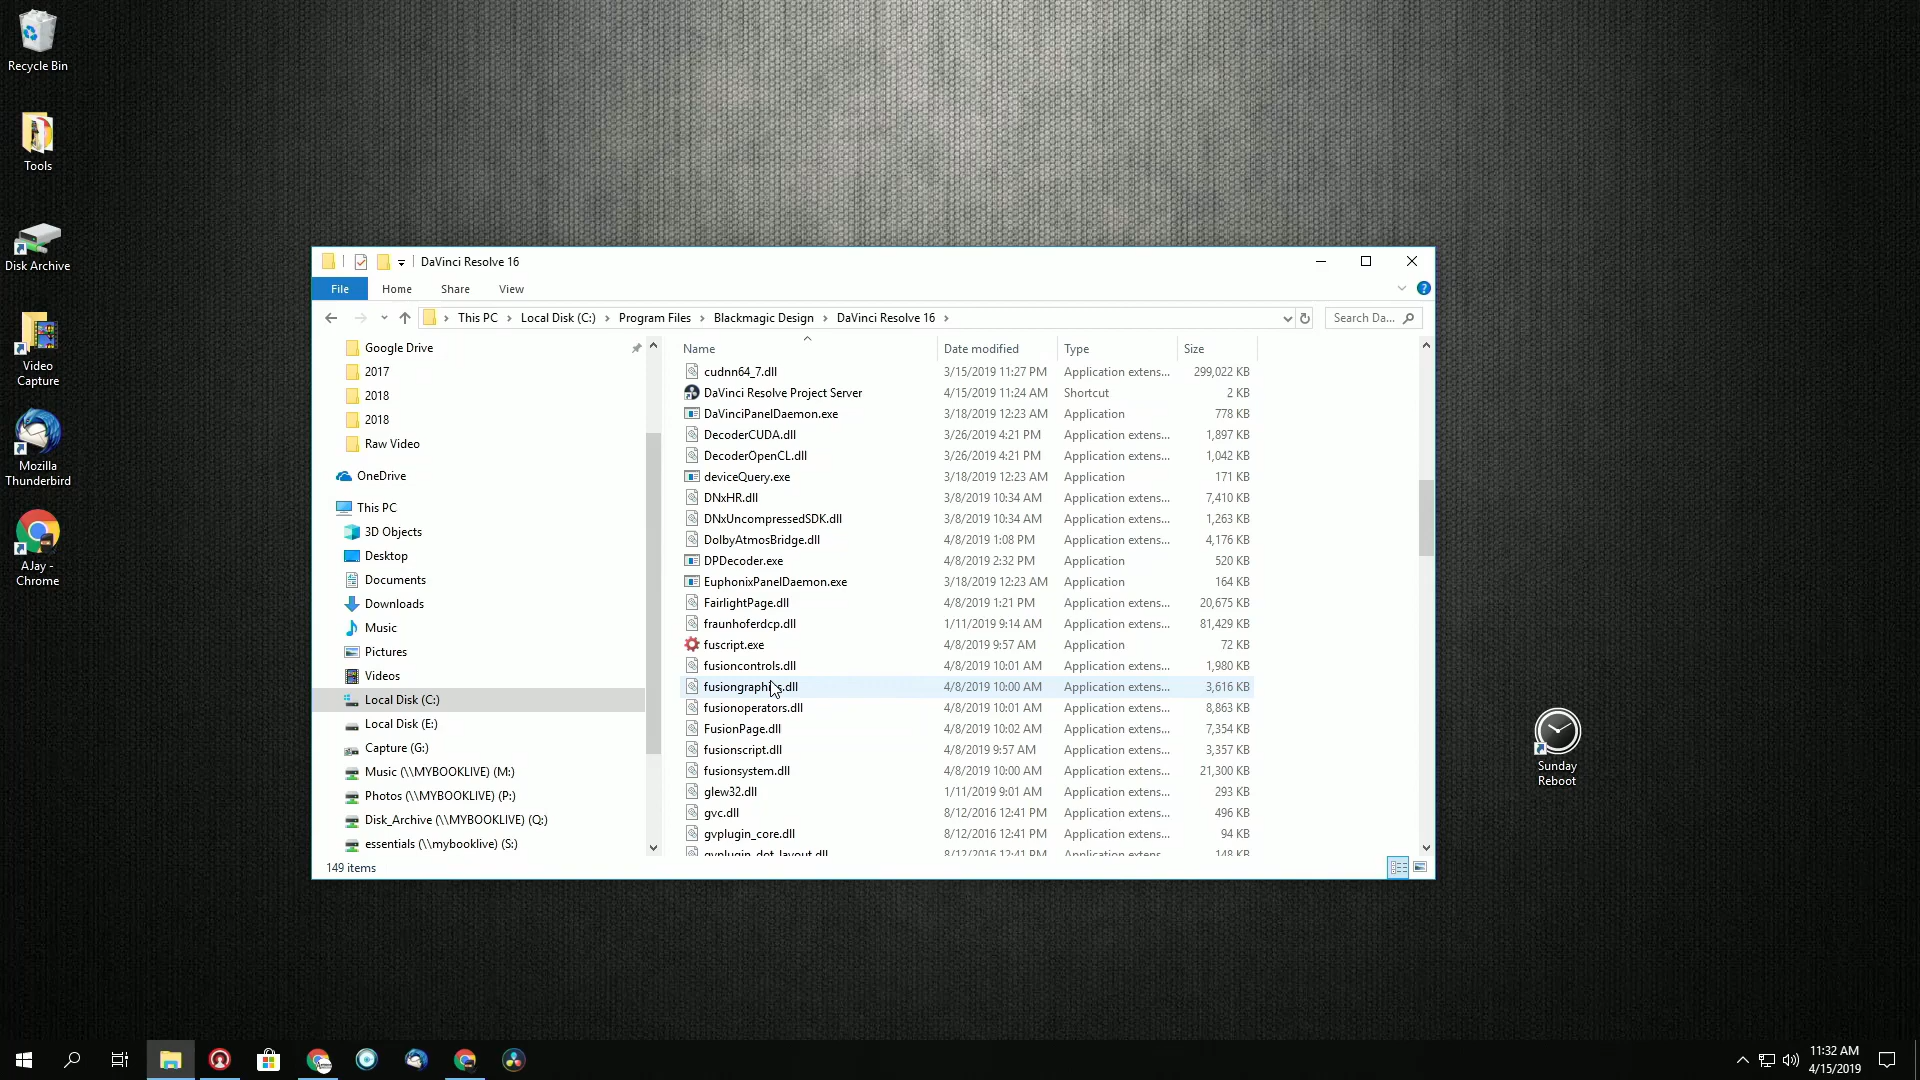 Recycle Bin
Tools
Disk Archive
Video
Capture
Mozilla
Thunderbird
AJay -
Chrome
DaVinci Resolve 16
File Home Share View
This PC Local Disk (C:) Program Files Blackmagic Design DaVinci Resolve 16 Search Da...
Google Drive
2017
2018
2018
Raw Video
OneDrive
This PC
3D Objects
Desktop
Documents
Downloads
Music
Pictures
Videos
Local Disk (C:)
Local Disk (E:)
Capture (G:)
Music (\\MYBOOKLIVE) (M:)
Photos (\\MYBOOKLIVE) (P:)
Disk_Archive (\\MYBOOKLIVE) (Q:)
essentials (\\mybooklive) (S:)
Name Date modified Type Size
cudnn64_7.dll 3/15/2019 11:27 PM Application extens... 299,022 KB
DaVinci Resolve Project Server 4/15/2019 11:24 AM Shortcut 2 KB
DaVinciPanelDaemon.exe 3/18/2019 12:23 AM Application 778 KB
DecoderCUDA.dll 3/26/2019 4:21 PM Application extens... 1,897 KB
DecoderOpenCL.dll 3/26/2019 4:21 PM Application extens... 1,042 KB
deviceQuery.exe 3/18/2019 12:23 AM Application 171 KB
DNxHR.dll 3/8/2019 10:34 AM Application extens... 7,410 KB
DNxUncompressedSDK.dll 3/8/2019 10:34 AM Application extens... 1,263 KB
DolbyAtmosBridge.dll 4/8/2019 1:08 PM Application extens... 4,176 KB
DPDecoder.exe 4/8/2019 2:32 PM Application 520 KB
EuphonixPanelDaemon.exe 3/18/2019 12:23 AM Application 164 KB
FairlightPage.dll 4/8/2019 1:21 PM Application extens... 20,675 KB
fraunhoferdcp.dll 1/11/2019 9:14 AM Application extens... 81,429 KB
fuscript.exe 4/8/2019 9:57 AM Application 72 KB
fusioncontrols.dll 4/8/2019 10:01 AM Application extens... 1,980 KB
fusiongraphics.dll 4/8/2019 10:00 AM Application extens... 3,616 KB
fusionoperators.dll 4/8/2019 10:01 AM Application extens... 8,863 KB
FusionPage.dll 4/8/2019 10:02 AM Application extens... 7,354 KB
fusionscript.dll 4/8/2019 9:57 AM Application extens... 3,357 KB
fusionsystem.dll 4/8/2019 10:00 AM Application extens... 21,300 KB
glew32.dll 1/11/2019 9:01 AM Application extens... 293 KB
gvc.dll 8/12/2016 12:41 PM Application extens... 496 KB
gvplugin_core.dll 8/12/2016 12:41 PM Application extens... 94 KB
gvplugin_dot_layout.dll 8/12/2016 12:41 PM Application extens... 148 KB
149 items
Sunday
Reboot
11:32 AM
4/15/2019